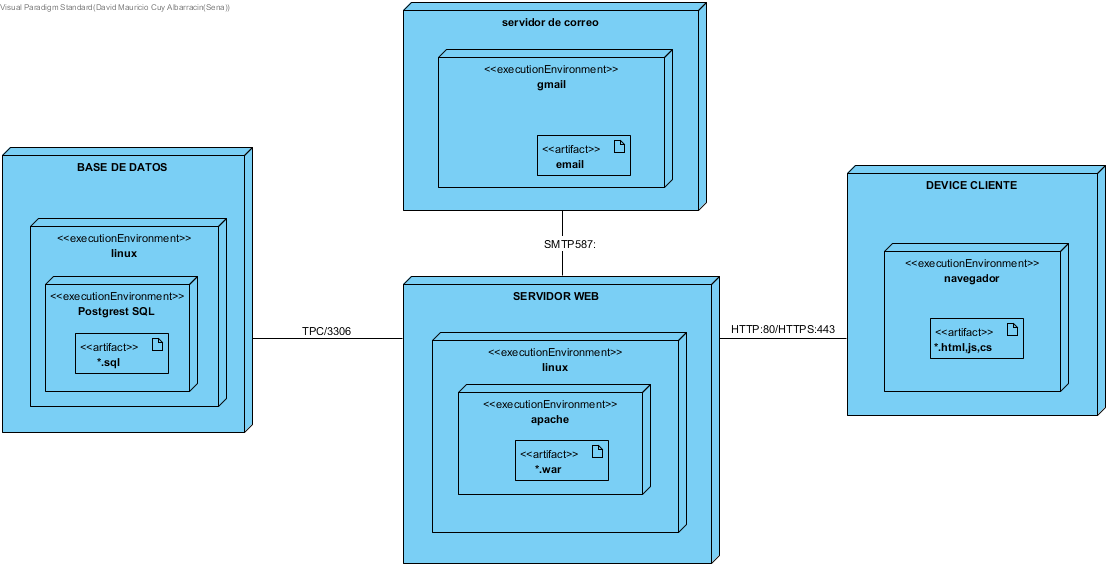 Visual Paradigm Standard(David Mauricio Cuy Albarracin(Sena))
servidor de correo
<<executionEnvironment>>
gmail
<<artifact>>
email
SMTP587:
BASE DE DATOS
<<executionEnvironment>>
linux
<<executionEnvironment>>
Postgrest SQL
<<artifact>>
*.sql
TPC/3306
SERVIDOR WEB
<<executionEnvironment>>
linux
<<executionEnvironment>>
apache
<<artifact>>
*.war
HTTP:80/HTTPS:443
DEVICE CLIENTE
<<executionEnvironment>>
navegador
<<artifact>>
*.html,js,cs